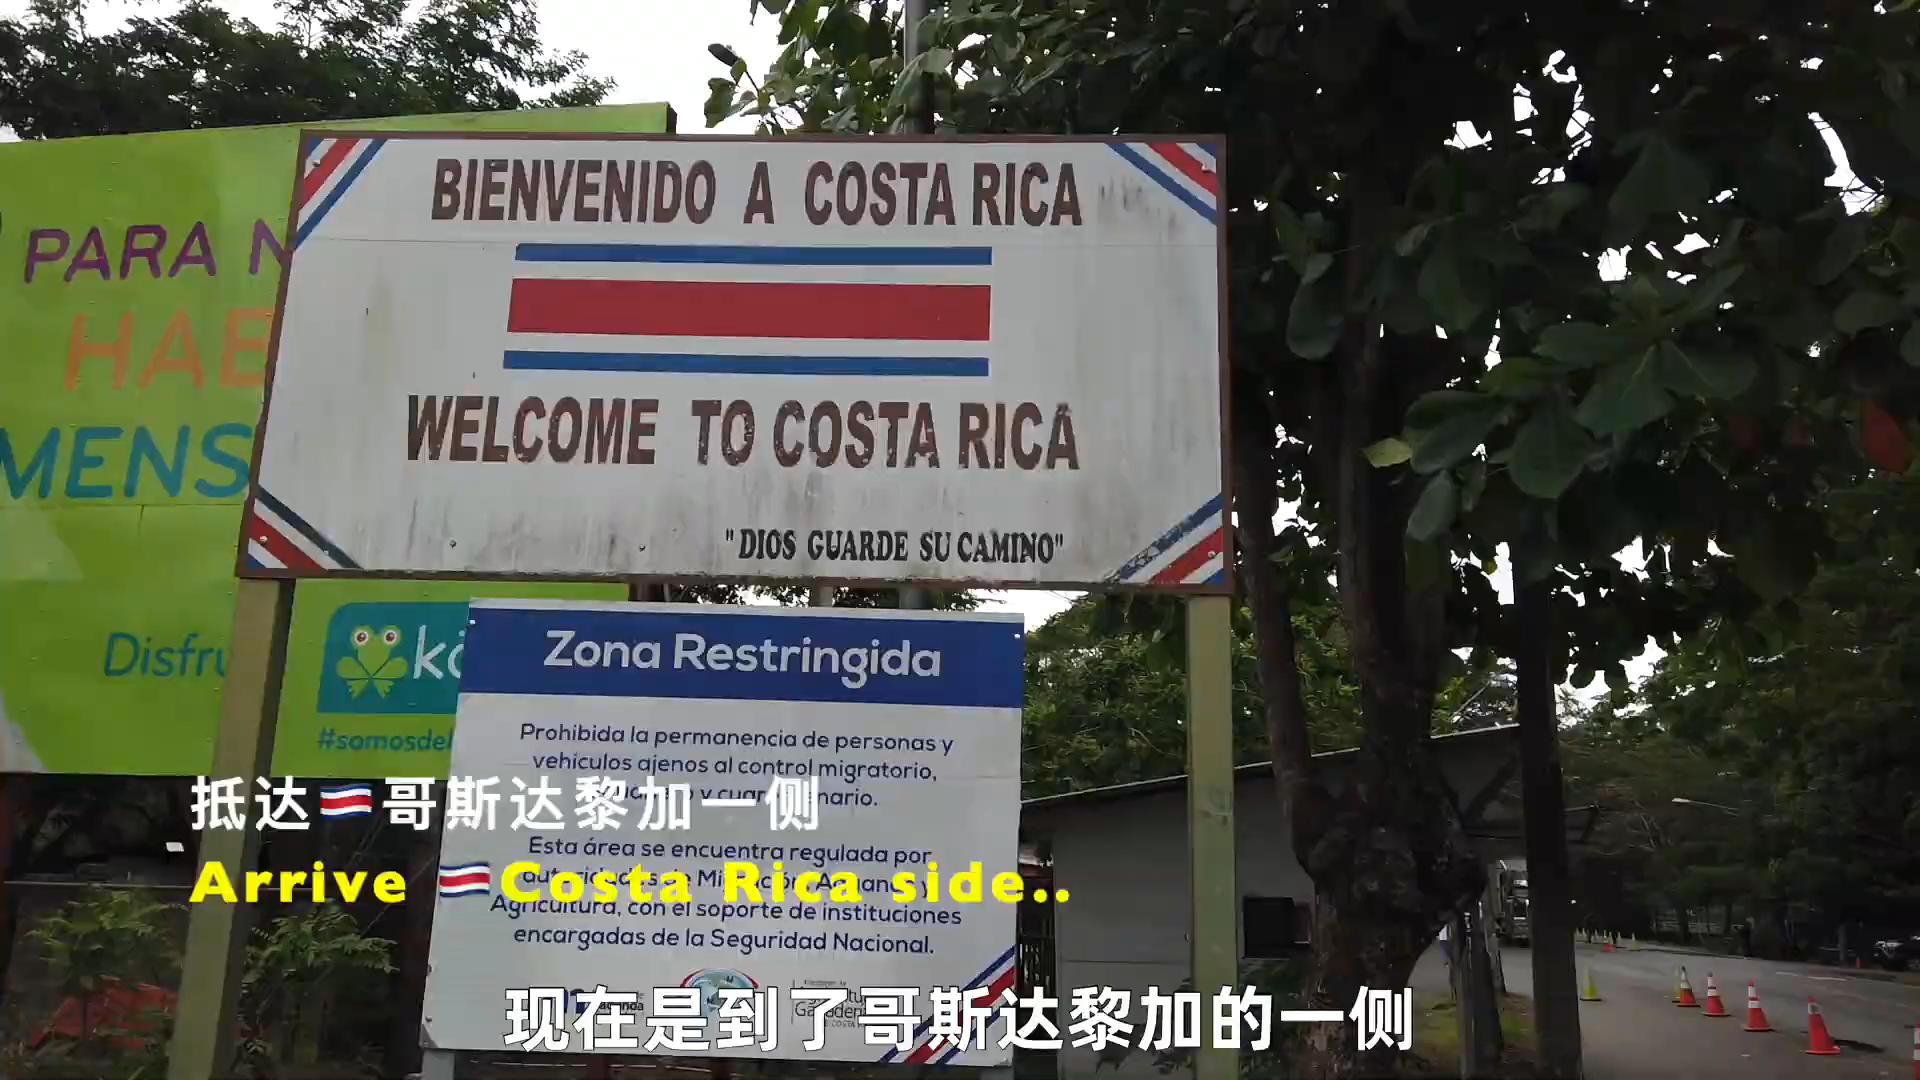 BIENVENIDO A COSTA RICA
WELCOME TO COSTA RICA
"DIOS GUARDE SU CAMINO"
PARA
MENS
#somosdel
Zona Restringida
Prohibida la permanencia de personas y
vehículos ajenos al control migratorio,
y
Esta área se encuentra regulada por
Agricultura, con el soporte de instituciones
encargadas de la Seguridad Nacional.
抵达🇨🇷哥斯达黎加一侧
Arrive 🇨🇷Costa Rica side..
现在是到了哥斯达黎加的一侧